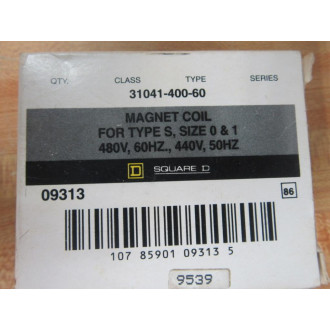 QTY. CLASS TYPE SERIES
31041-400-60
MAGNET COIL
FOR TYPE S, SIZE 0 & 1
480V, 60HZ., 440V, 50HZ
D SQUARE D
09313 86
107 85901 09313 5
9539